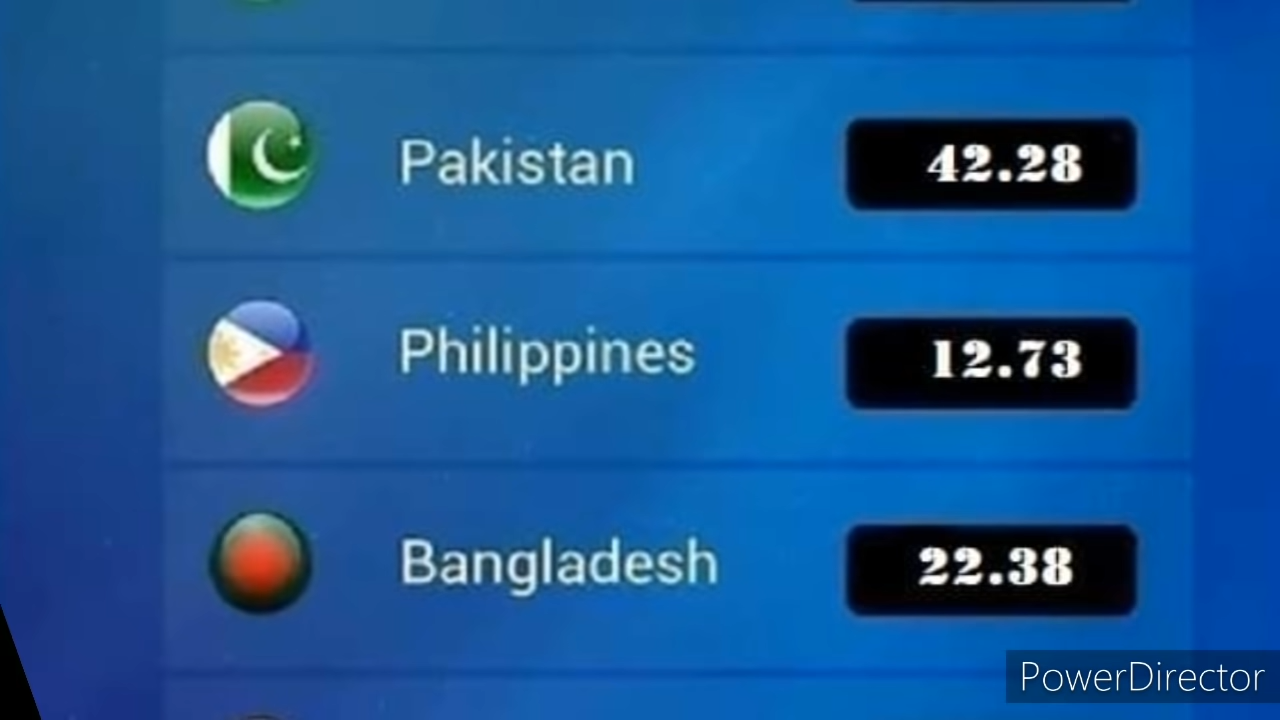 Pakistan 42.28
Philippines 12.73
Bangladesh 22.38
PowerDirector